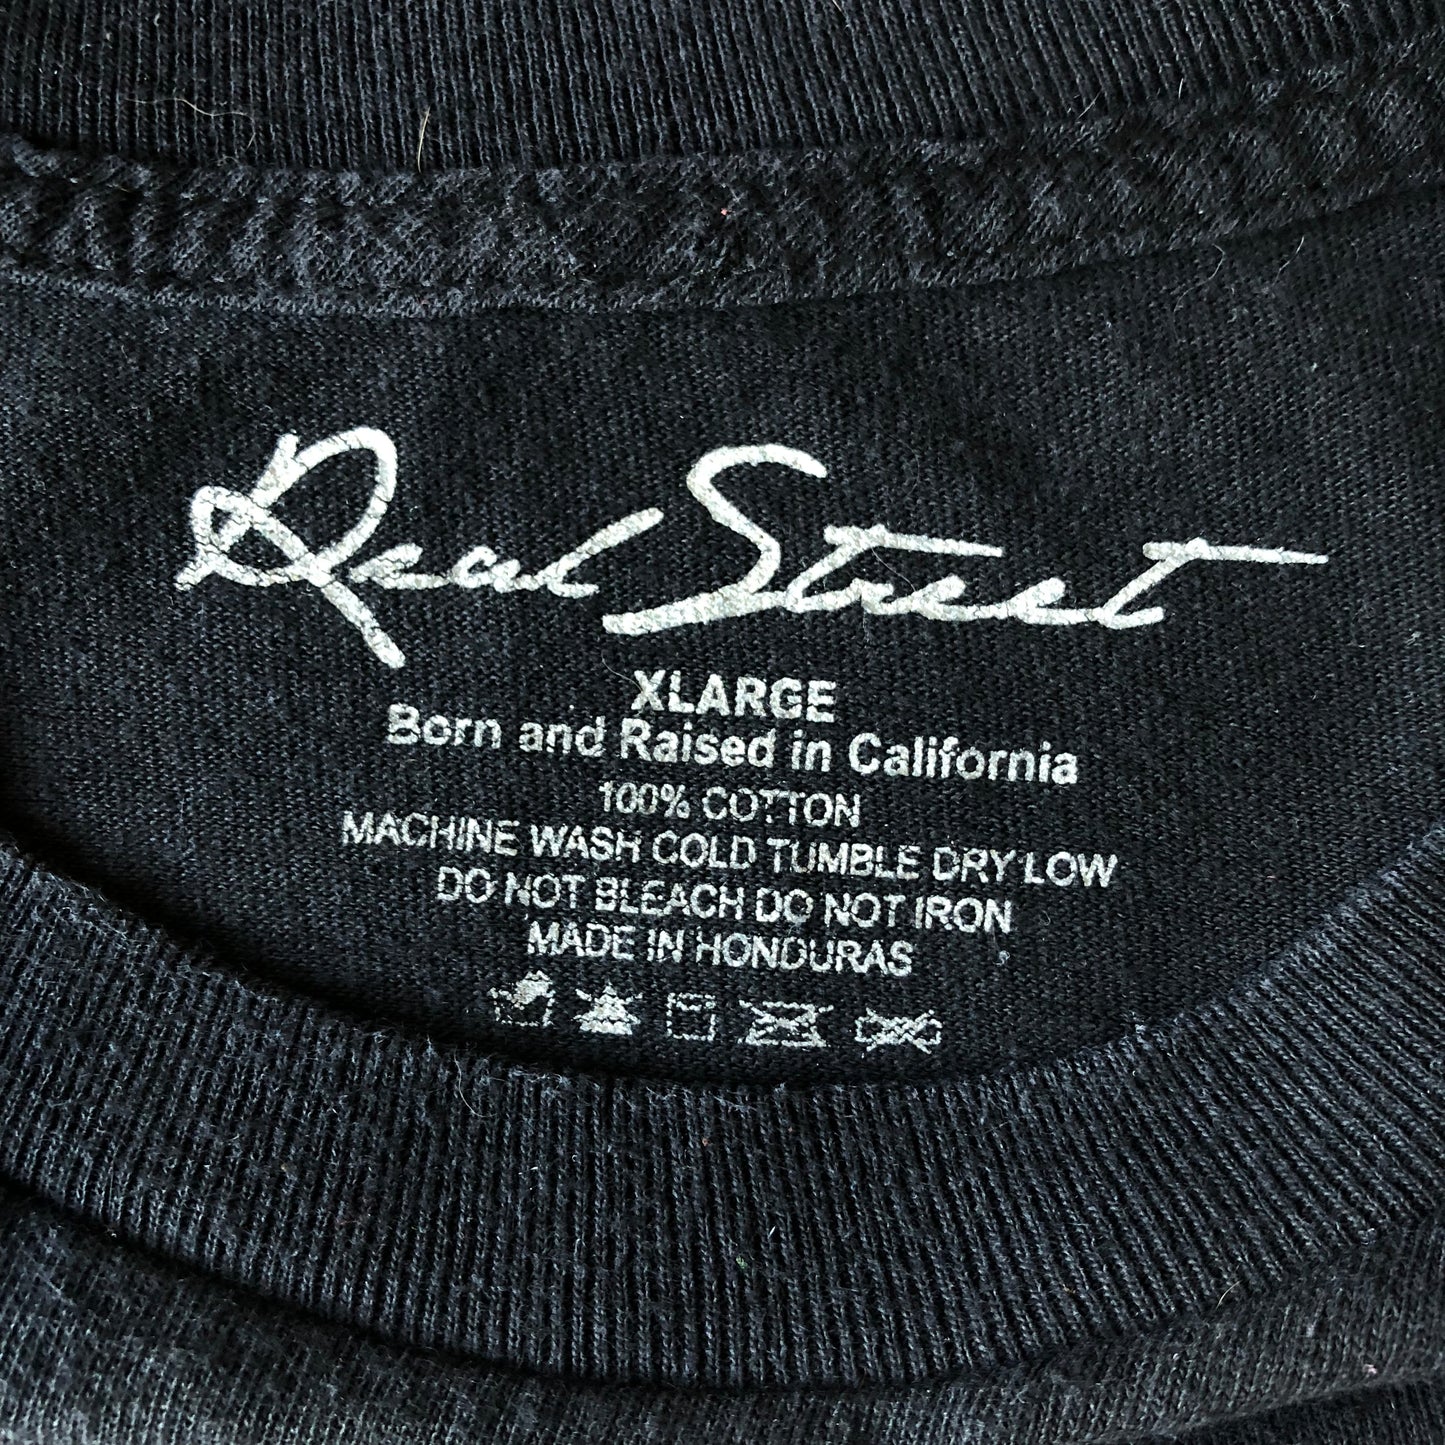 Real Street
XLARGE
Born and Raised in California
100% COTTON
MACHINE WASH COLD TUMBLE DRY LOW
DO NOT BLEACH DO NOT IRON
MADE IN HONDURAS